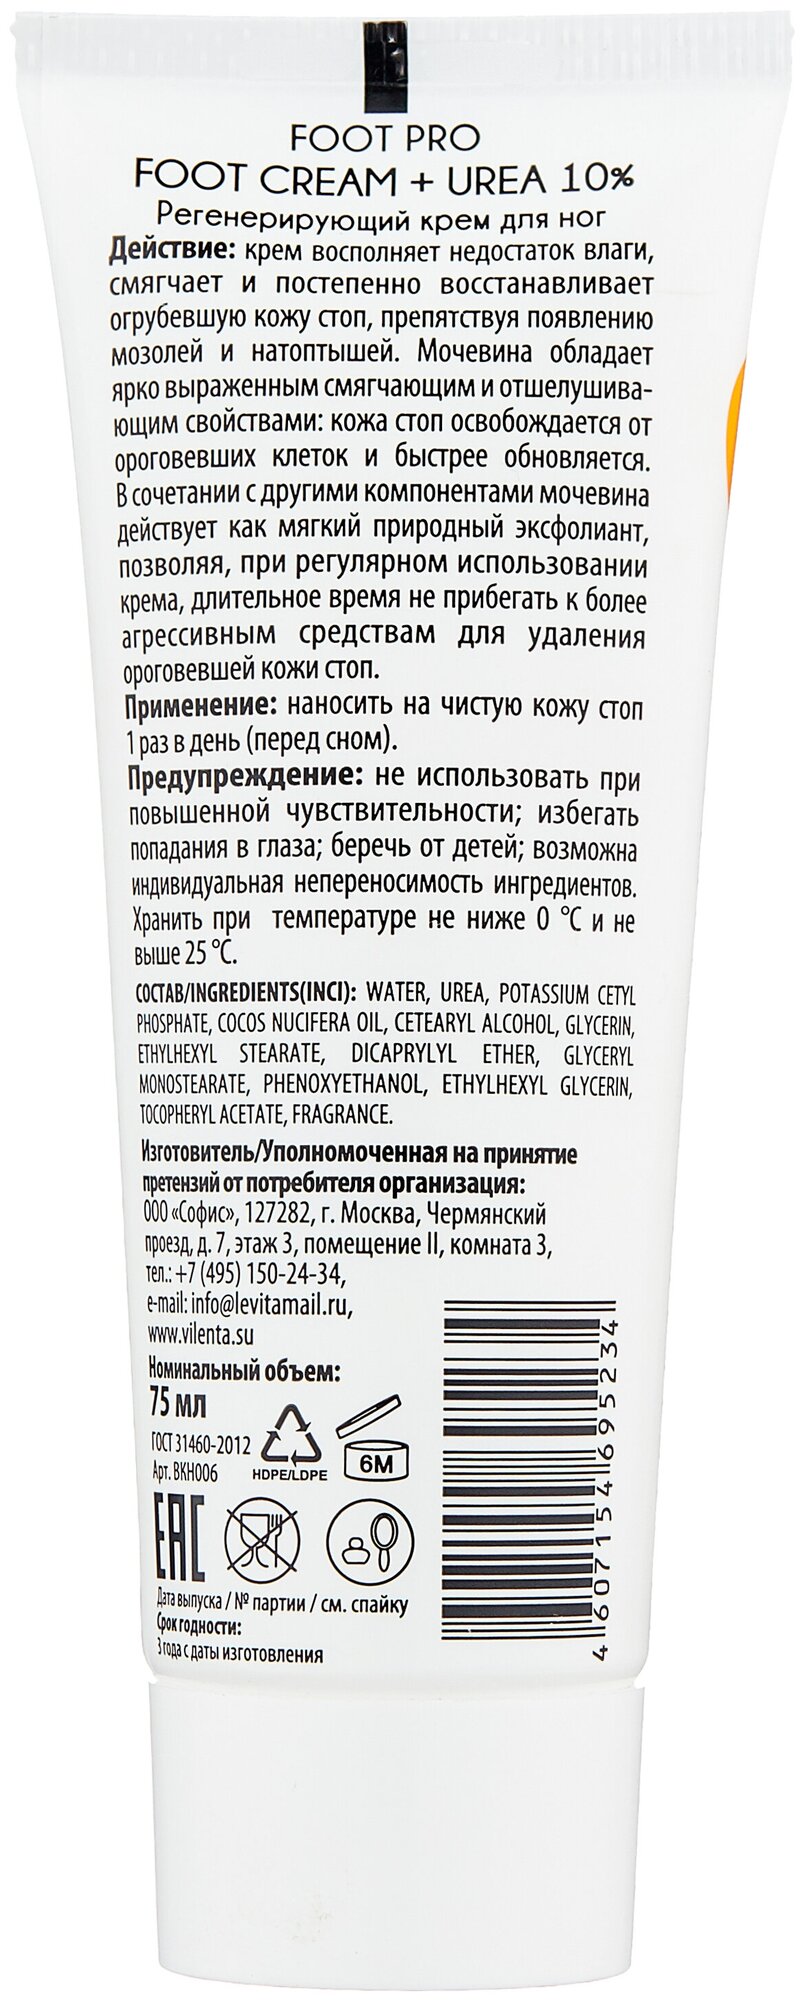 FOOT PRO
FOOT CREAM + UREA 10%
Регенерирующий крем для ног
Действие: крем восполняет недостаток влаги,
смягчает и постепенно восстанавливает
огрубевшую кожу стоп, препятствуя появлению
мозолей и натоптышей. Мочевина обладает
ярко выраженным смягчающим и отшелушива-
ющим свойствами: кожа стоп освобождается от
ороговевших клеток и быстрее обновляется.
В сочетании с другими компонентами мочевина
действует как мягкий природный эксфолиант,
позволяя, при регулярном использовании
крема, длительное время не прибегать к более
агрессивным средствам для удаления
ороговевшей кожи стоп.
Применение: наносить на чистую кожу стоп
1 раз в день (перед сном).
Предупреждение: не использовать при
повышенной чувствительности; избегать
попадания в глаза; беречь от детей; возможна
индивидуальная непереносимость ингредиентов.
Хранить при температуре не ниже 0 °С и не
выше 25 °С.
СОСТАВ/INGREDIENTS(INCI): WATER, UREA, POTASSIUM CETYL
PHOSPHATE, COCOS NUCIFERA OIL, CETEARYL ALCOHOL, GLYCERIN,
ETHYLHEXYL STEARATE, DICAPRYLYL ETHER, GLYCERYL
MONOSTEARATE, PHENOXYETHANOL, ETHYLHEXYL GLYCERIN,
TOCOPHERYL ACETATE, FRAGRANCE.
Изготовитель/Уполномоченная на принятие
претензий от потребителя организация:
ООО «Софис», 127282, г. Москва, Чермянский
проезд, д. 7, этаж 3, помещение II, комната 3,
тел.: +7 (495) 150-24-34,
e-mail: info@levitamail.ru,
www.vilenta.su
Номинальный объем:
75 мл
ГОСТ 31460-2012
Арт. ВКН006
HDPE/LDPE
6M
EAC
Дата выпуска / № партии / см. спайку
Срок годности:
3 года с даты изготовления
4 607154 695234